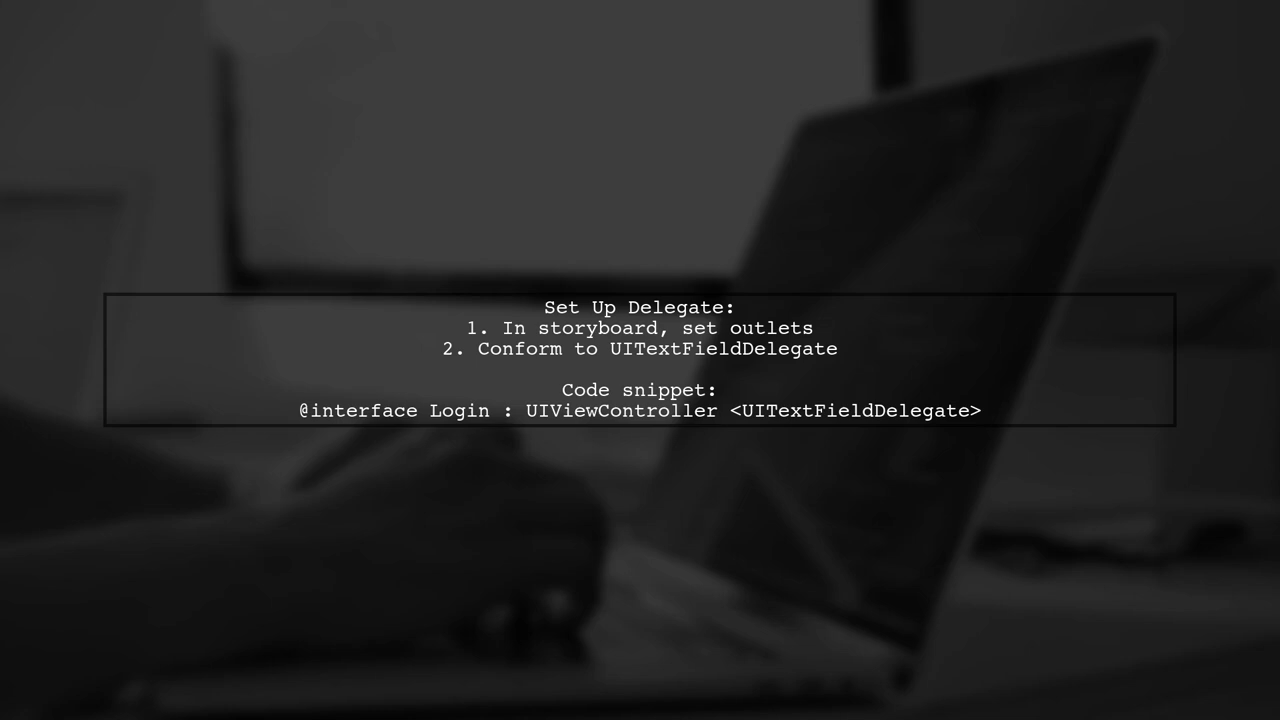 Set Up Delegate:
1. In storyboard, set outlets
2. Conform to UITextFieldDelegate
Code snippet:
@interface Login : UIViewController <UITextFieldDelegate>